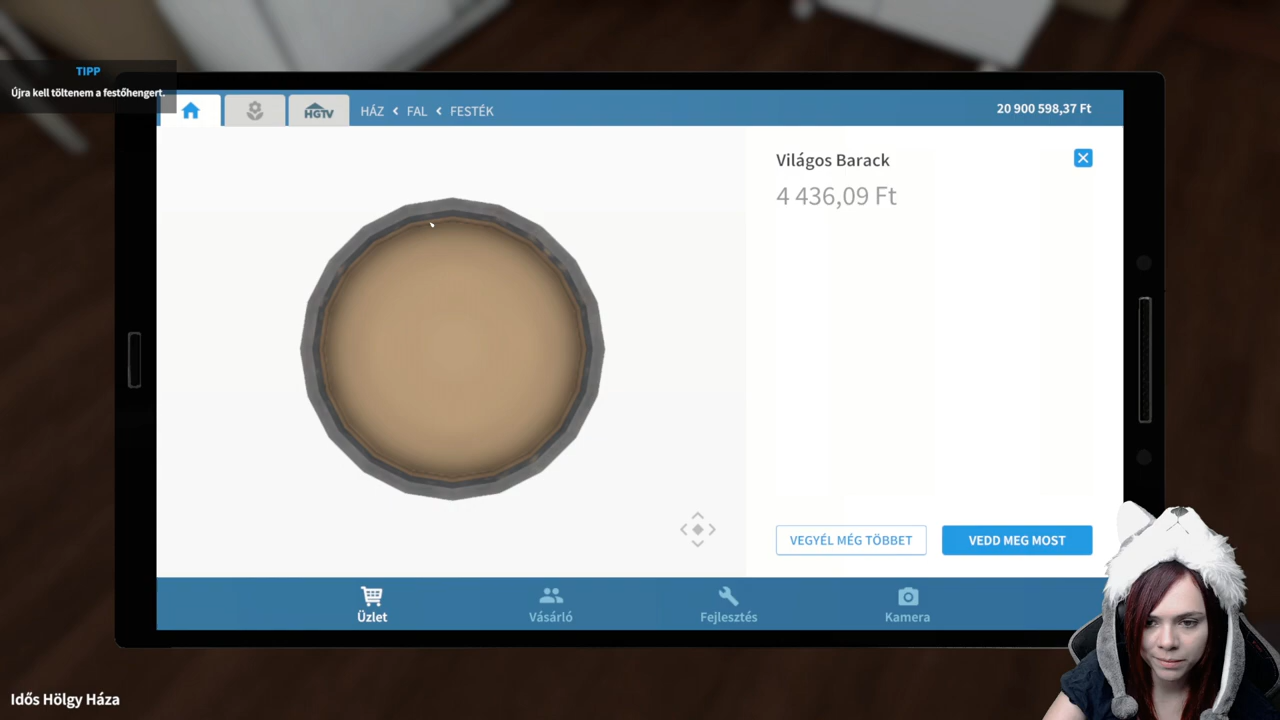 TIPP
Újra kell töltenem a festőhengert.
HGTV
HÁZ < FAL < FESTÉK
20 900 598,37 Ft
Világos Barack
4 436,09 Ft
VEGYÉL MÉG TÖBBET
VEDD MEG MOST
Üzlet
Vásárló
Fejlesztés
Kamera
Idős Hölgy Háza